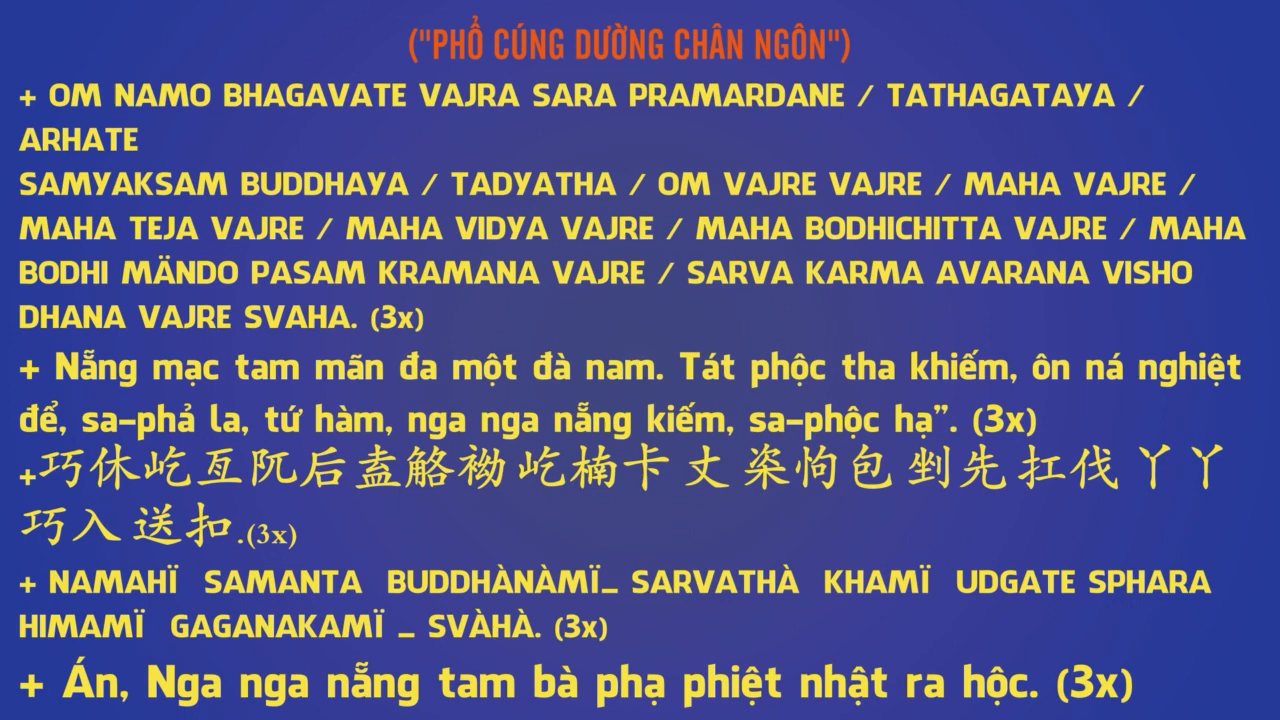 ("PHỔ CÚNG DƯỜNG CHÂN NGÔN")
+ OM NAMO BHAGAVATE VAJRA SARA PRAMARDANE / TATHAGATAYA /
ARHATE
SAMYAKSAM BUDDHAYA / TADYATHA / OM VAJRE VAJRE / MAHA VAJRE /
MAHA TEJA VAJRE / MAHA VIDYA VAJRE / MAHA BODHICHITTA VAJRE / MAHA
BODHI MÄNDO PASAM KRAMANA VAJRE / SARVA KARMA AVARANA VISHO
DHANA VAJRE SVAHA. (3x)
+ Nẵng mạc tam mãn đa một đà nam. Tát phộc tha khiếm, ôn ná nghiệt
để, sa-phả la, tứ hàm, nga nga nẵng kiếm, sa-phộc hạ”. (3x)
+巧休屹亙阢后盍觡袎屹楠卡丈 栥怐包 剉先 扛伐 丫丫
巧入 送扣.(3x)
+ NAMAHÏ SAMANTA BUDDHÀNÀMÏ_ SARVATHÀ KHAMÏ UDGATE SPHARA
HIMAMÏ GAGANAKAMÏ _ SVÀHÀ. (3x)
+ Án, Nga nga nẵng tam bà phạ phiệt nhật ra hộc. (3x)